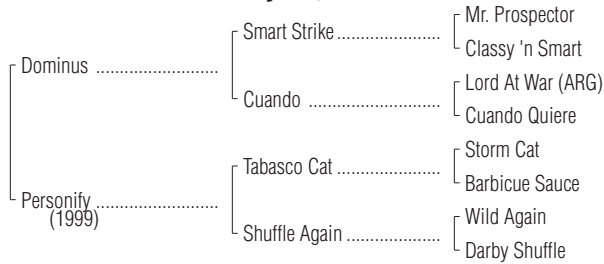 Mr. Prospector
Smart Strike ........................
Classy 'n Smart
Dominus ............................
Lord At War (ARG)
Cuando ..............................
Cuando Quiere
Storm Cat
Tabasco Cat ........................
Barbicue Sauce
Personify ............................
(1999)
Wild Again
Shuffle Again ......................
Darby Shuffle